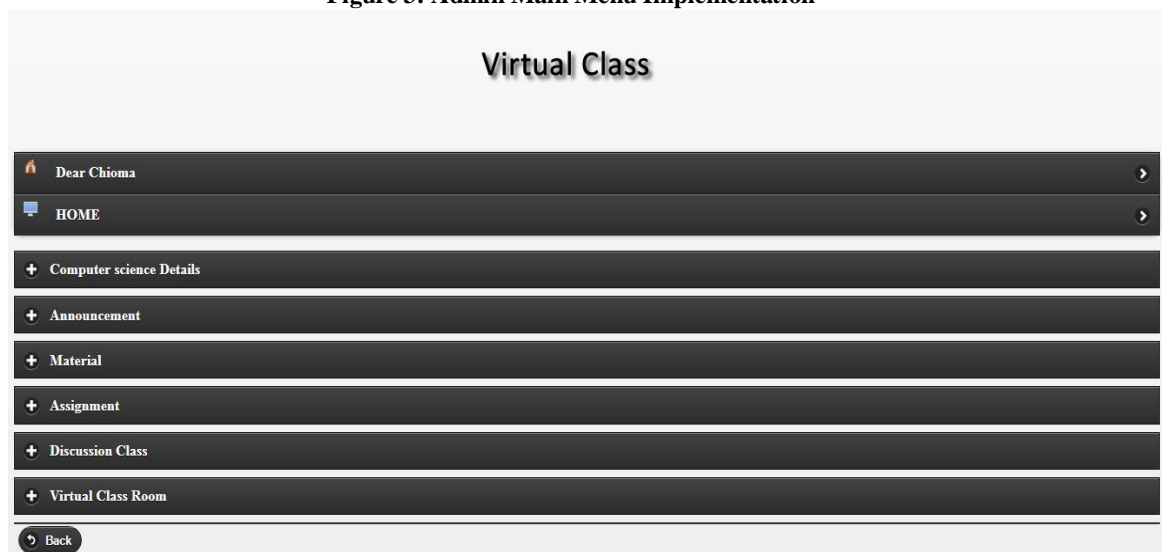 Figure 3: Admin Main Menu Implementation
Virtual Class
Dear Chioma
HOME
Computer science Details
Announcement
Material
Assignment
Discussion Class
Virtual Class Room
Back